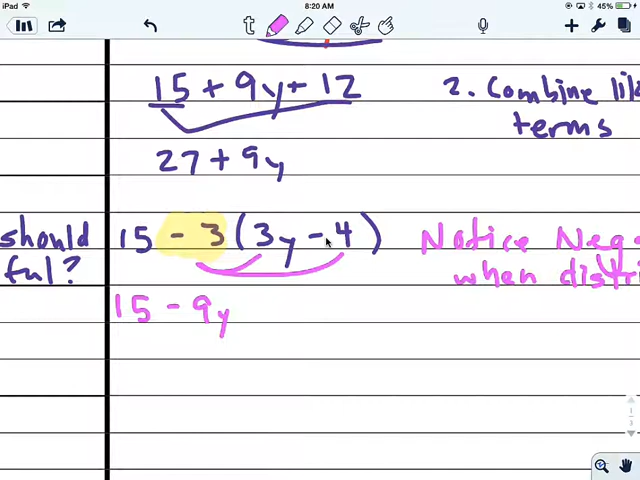 iPad 8:20 AM 45%
t
15 + 9y + 12
2. Combine like
terms
27 + 9y
should
ful?
15 - 3(3y - 4)
Notice Neg
when distri
15 - 9y